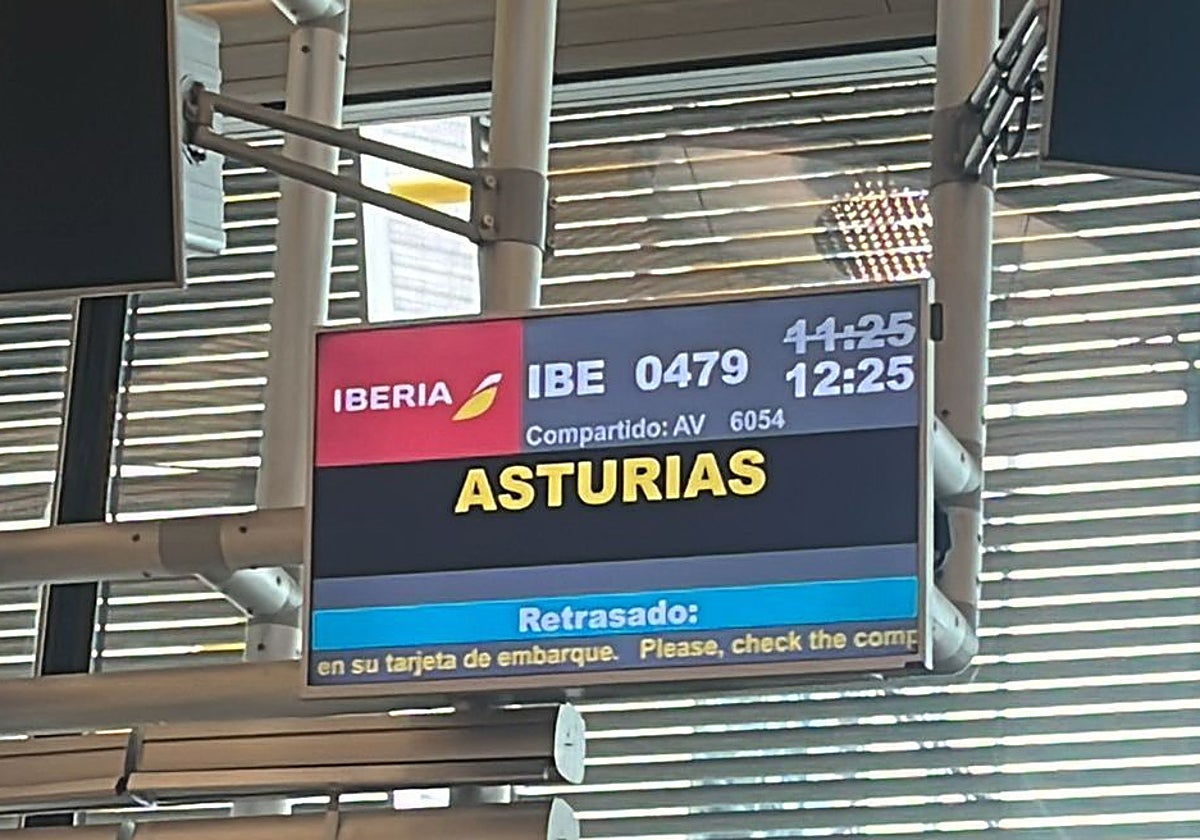 IBERIA
IBE 0479
11:25
12:25
Compartido: AV 6054
ASTURIAS
Retrasado:
en su tarjeta de embarque. Please, check the comp